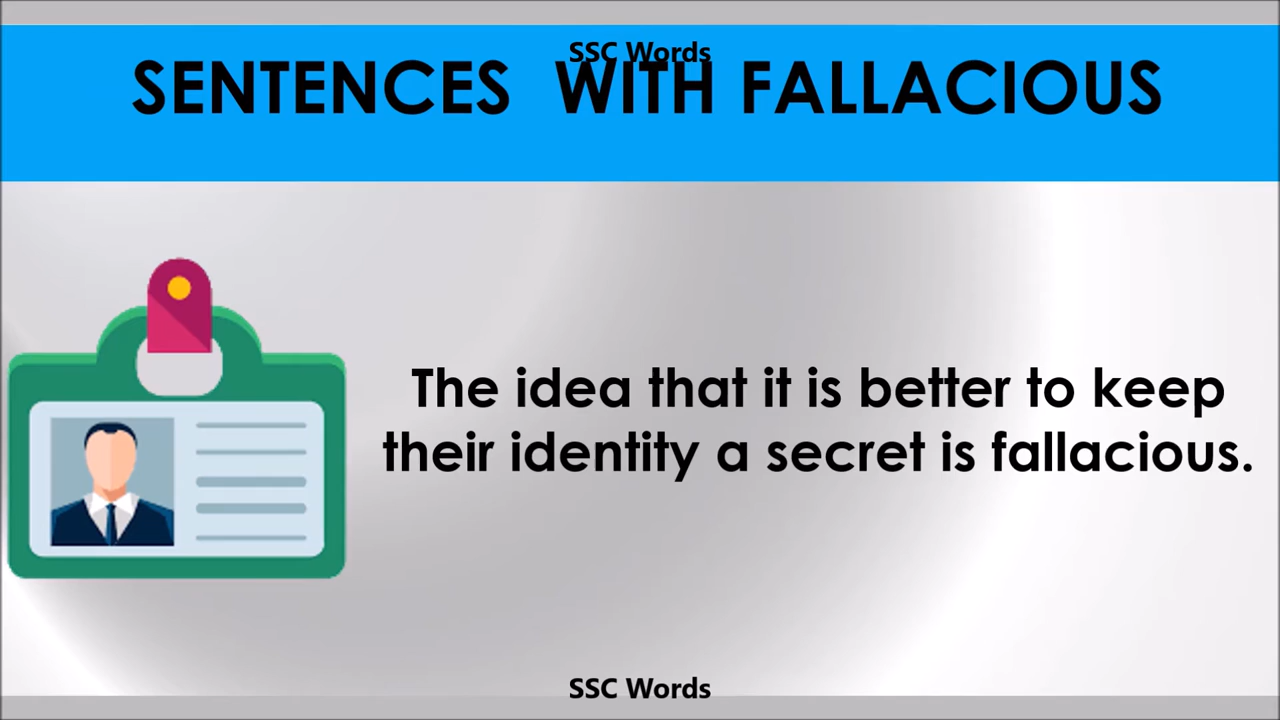 SSC Words
SENTENCES WITH FALLACIOUS
The idea that it is better to keep
their identity a secret is fallacious.
SSC Words